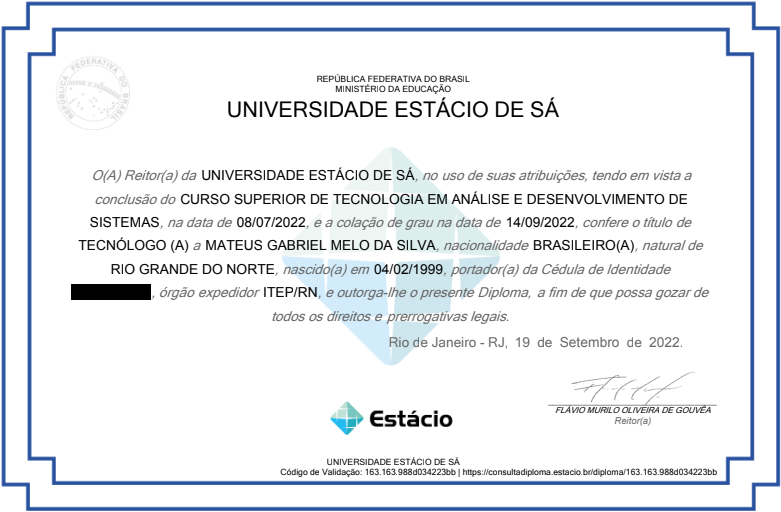 REPÚBLICA FEDERATIVA DO BRASIL
REPÚBLICA FEDERATIVA DO BRASIL
MINISTÉRIO DA EDUCAÇÃO
UNIVERSIDADE ESTÁCIO DE SÁ
O(A) Reitor(a) da UNIVERSIDADE ESTÁCIO DE SÁ, no uso de suas atribuições, tendo em vista a
conclusão do CURSO SUPERIOR DE TECNOLOGIA EM ANÁLISE E DESENVOLVIMENTO DE
SISTEMAS, na data de 08/07/2022, e a colação de grau na data de 14/09/2022, confere o título de
TECNÓLOGO (A) a MATEUS GABRIEL MELO DA SILVA, nacionalidade BRASILEIRO(A), natural de
RIO GRANDE DO NORTE, nascido(a) em 04/02/1999, portador(a) da Cédula de Identidade
, órgão expedidor ITEP/RN, e outorga-lhe o presente Diploma, a fim de que possa gozar de
todos os direitos e prerrogativas legais.
Rio de Janeiro - RJ, 19 de Setembro de 2022.
Estácio
FLÁVIO MURILO OLIVEIRA DE GOUVÊA
Reitor(a)
UNIVERSIDADE ESTÁCIO DE SÁ
Código de Validação: 163.163.988d034223bb | https://consultadiploma.estacio.br/diploma/163.163.988d034223bb